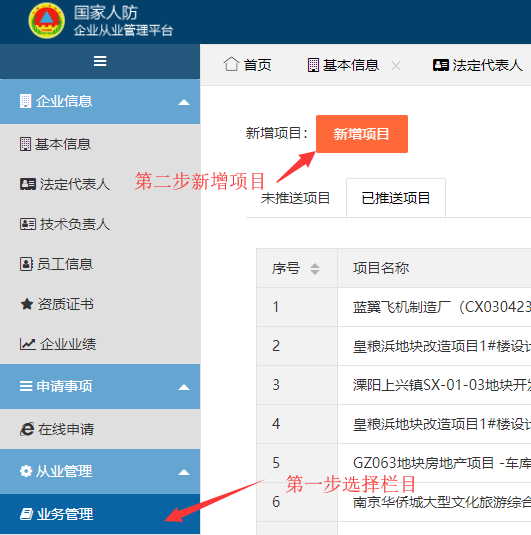 国家人防
企业从业管理平台
首页 基本信息 × 法定代表人
企业信息
基本信息
法定代表人
技术负责人
员工信息
资质证书
企业业绩
申请事项
在线申请
从业管理
业务管理
新增项目: 新增项目
第二步新增项目
未推送项目 已推送项目
序号 项目名称
1 蓝翼飞机制造厂（CX030423
2 皇粮浜地块改造项目1#楼设计
3 溧阳上兴镇SX-01-03地块开发
4 皇粮浜地块改造项目1#楼设计
5 GZ063地块房地产项目 -车库
6 南京华侨城大型文化旅游综合
第一步选择栏目